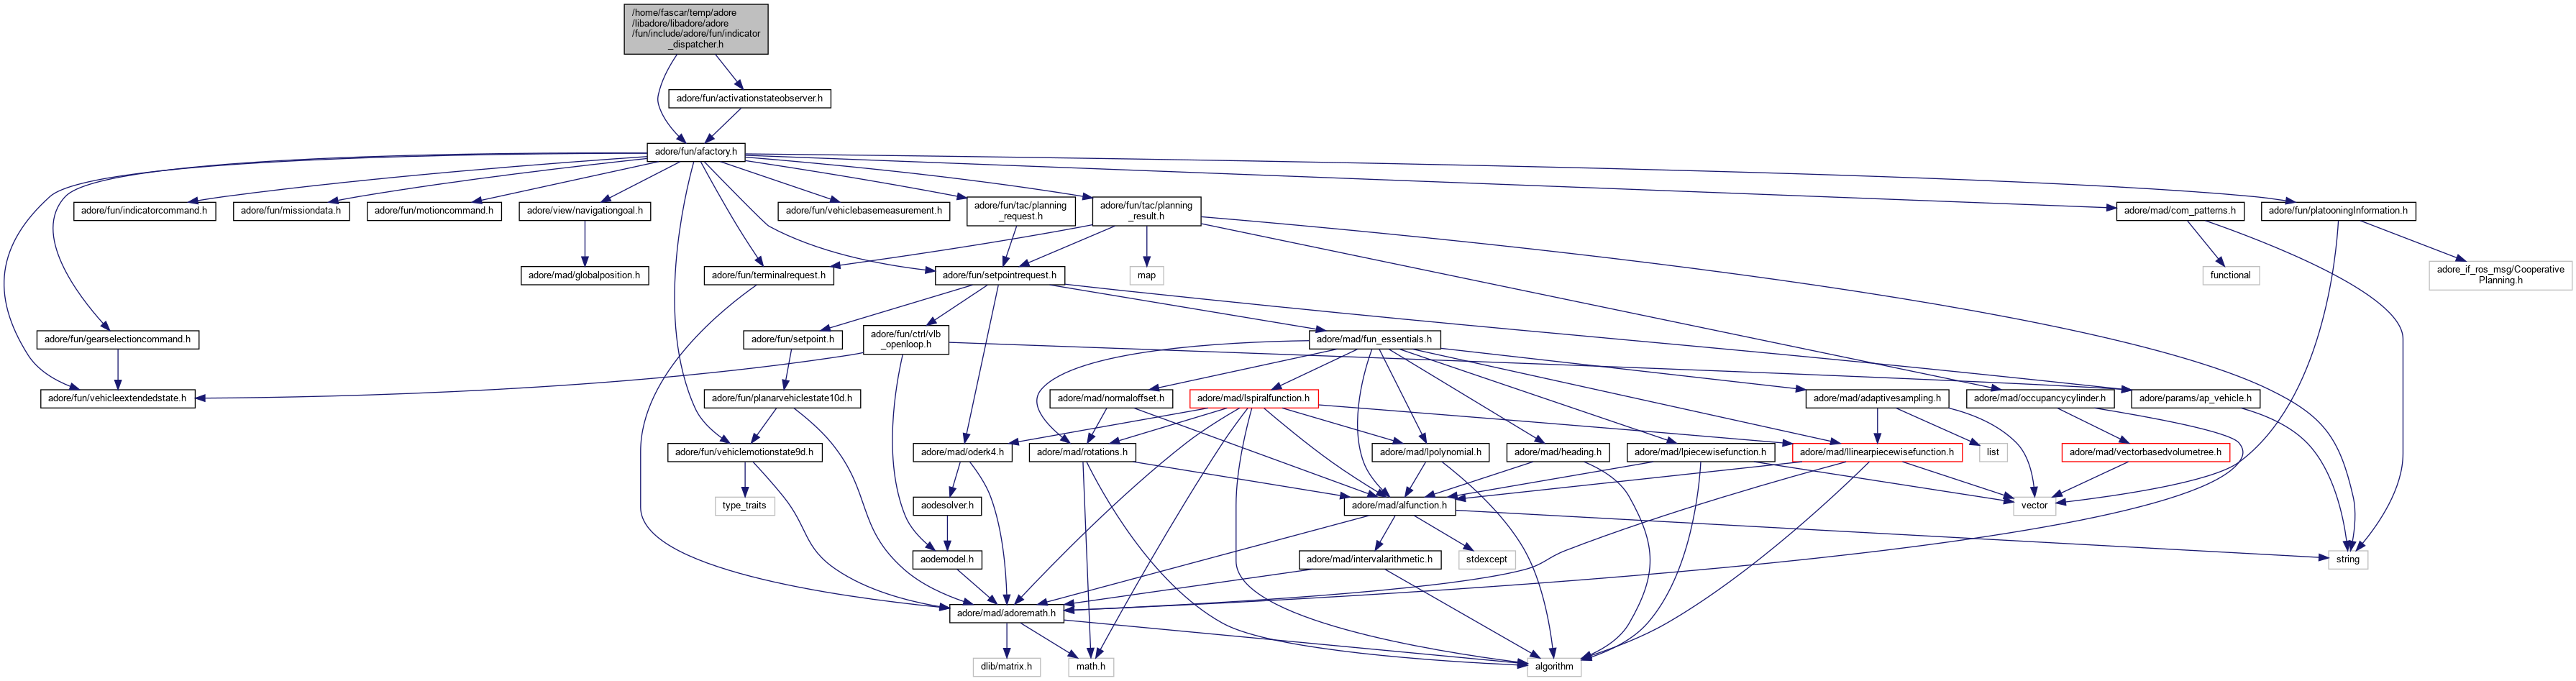 /home/fascar/temp/adore
/libadore/libadore/adore
/fun/include/adore/fun/indicator
_dispatcher.h
adore/fun/activationstateobserver.h
adore/fun/afactory.h
adore/fun/indicatorcommand.h
adore/fun/missiondata.h
adore/fun/motioncommand.h
adore/view/navigationgoal.h
adore/fun/vehiclebasemeasurement.h
adore/fun/tac/planning
_request.h
adore/fun/tac/planning
_result.h
adore/mad/com_patterns.h
adore/fun/platooningInformation.h
adore/mad/globalposition.h
adore/fun/terminalrequest.h
adore/fun/setpointrequest.h
map
functional
adore_if_ros_msg/Cooperative
Planning.h
adore/fun/gearselectioncommand.h
adore/fun/setpoint.h
adore/fun/ctrl/vlb
_openloop.h
adore/mad/fun_essentials.h
adore/fun/vehicleextendedstate.h
adore/fun/planarvehiclestate10d.h
adore/mad/normaloffset.h
adore/mad/lspiralfunction.h
adore/mad/adaptivesampling.h
adore/mad/occupancycylinder.h
adore/params/ap_vehicle.h
adore/fun/vehiclemotionstate9d.h
adore/mad/oderk4.h
adore/mad/rotations.h
adore/mad/lpolynomial.h
adore/mad/heading.h
adore/mad/lpiecewisefunction.h
adore/mad/llinearpiecewisefunction.h
list
adore/mad/vectorbasedvolumetree.h
type_traits
aodesolver.h
adore/mad/alfunction.h
vector
aodemodel.h
adore/mad/intervalarithmetic.h
stdexcept
string
adore/mad/adoremath.h
dlib/matrix.h
math.h
algorithm